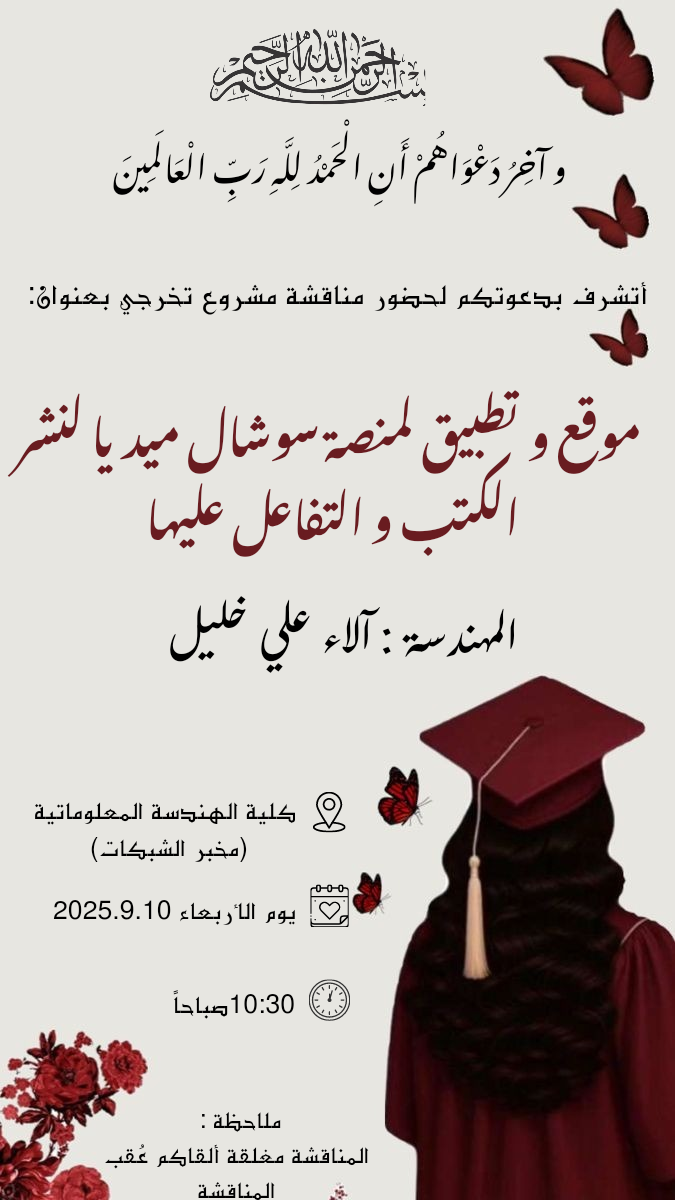 بسم الله الرحمن الرحيم
و آخِرُ دَعْوَاهُمْ أَنِ الْحَمْدُ لِلَّهِ رَبِّ الْعَالَمِينَ
أتشرف بدعوتكم لحضور مناقشة مشروع تخرجي بعنوان:
موقع و تطبيق لمنصة سوشال ميديا لنشر
الكتب و التفاعل عليها
المهندسة : آلاء علي خليل
كلية الهندسة المعلوماتية
(مخبر الشبكات)
يوم الأربعاء 2025.9.10
10:30صباحاً
ملاحظة :
المناقشة مغلقة ألقاكم عُقب
المناقشة